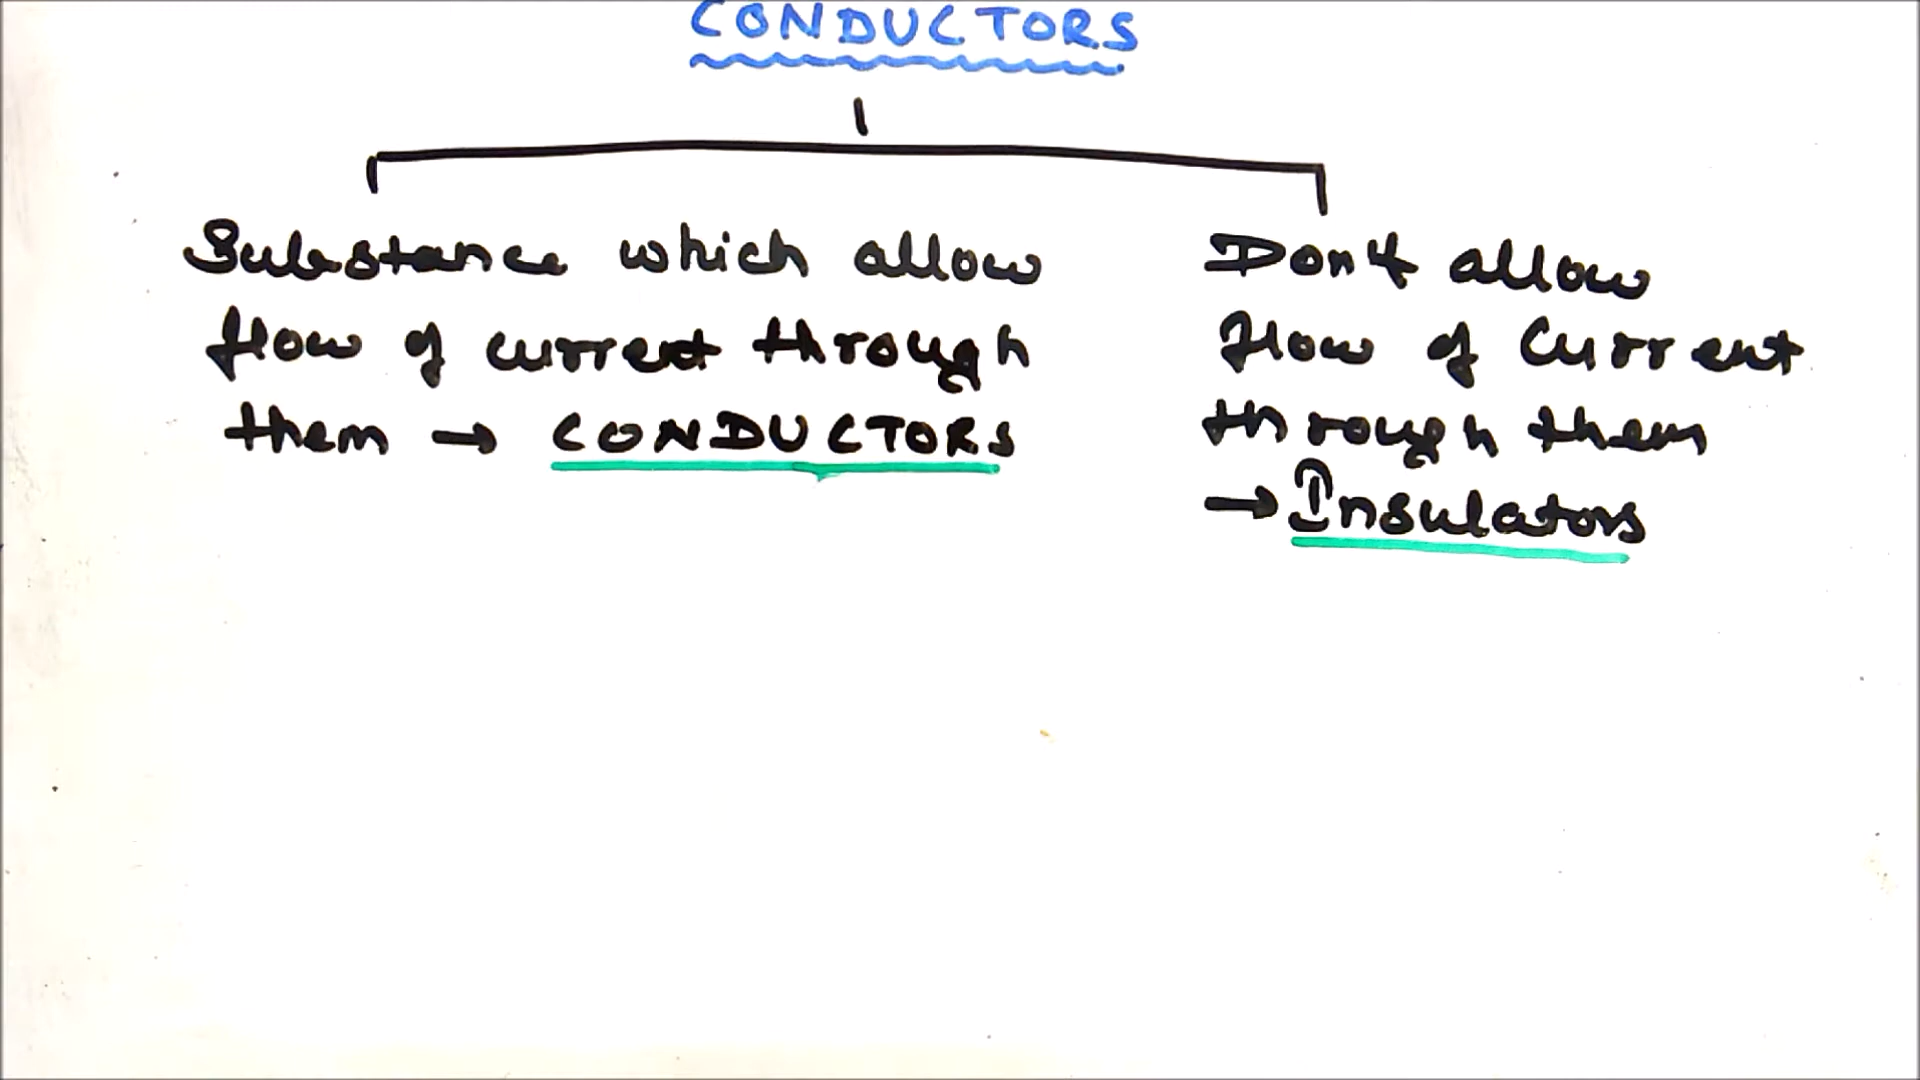 CONDUCTORS
Substance which allow
flow of current through
them → CONDUCTORS
Don't allow
flow of Current
through them
→ Insulators